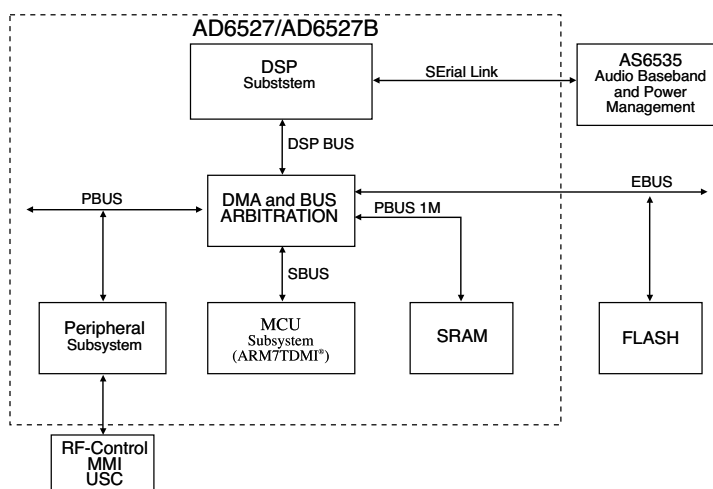 AD6527/AD6527B
DSP
Subststem
SErial Link
AS6535
Audio Baseband
and Power
Management
DSP BUS
DMA and BUS
ARBITRATION
PBUS
EBUS
PBUS 1M
SBUS
Peripheral
Subsystem
MCU
Subsystem
(ARM7TDMI®)
SRAM
FLASH
RF-Control
MMI
USC